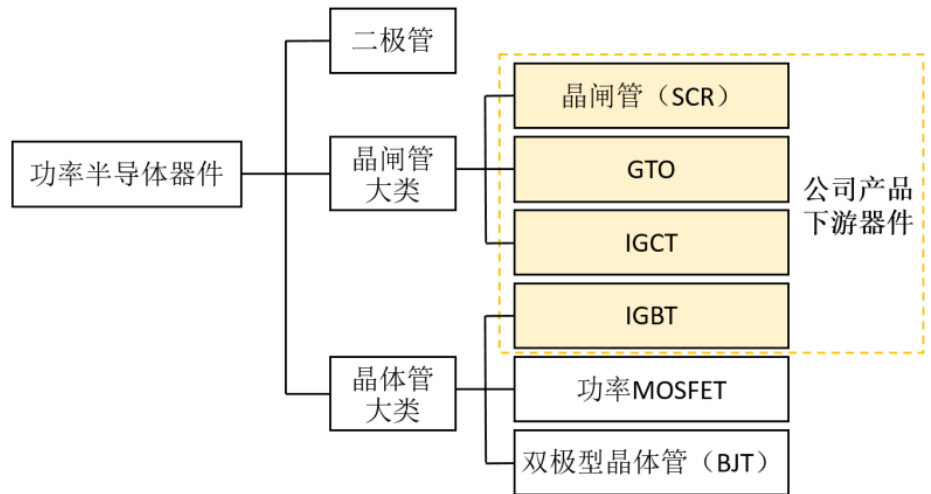 二极管
晶闸管（SCR）
功率半导体器件
晶闸管
大类
GTO
公司产品
下游器件
IGCT
IGBT
晶体管
大类
功率MOSFET
双极型晶体管（BJT）